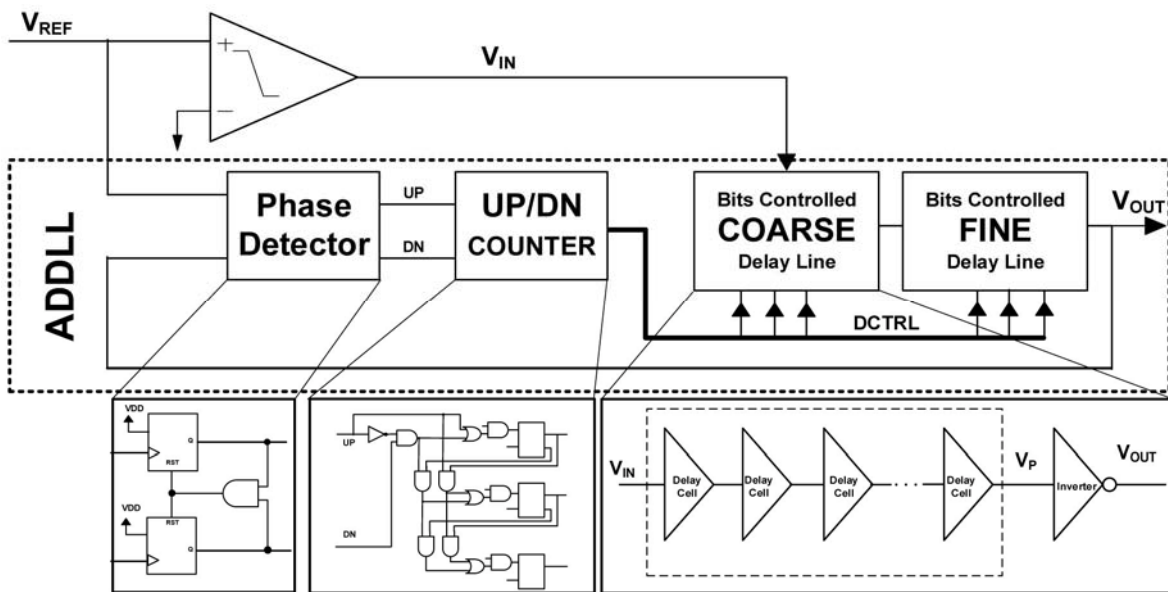 VREF
+
−
VIN
ADDLL
Phase
Detector
UP
DN
UP/DN
COUNTER
Bits Controlled
COARSE
Delay Line
Bits Controlled
FINE
Delay Line
VOUT
DCTRL
VDD
Q
RST
VDD
RST
Q
UP
DN
VIN
Delay
Cell
Delay
Cell
Delay
Cell
Delay
Cell
VP
Inverter
VOUT